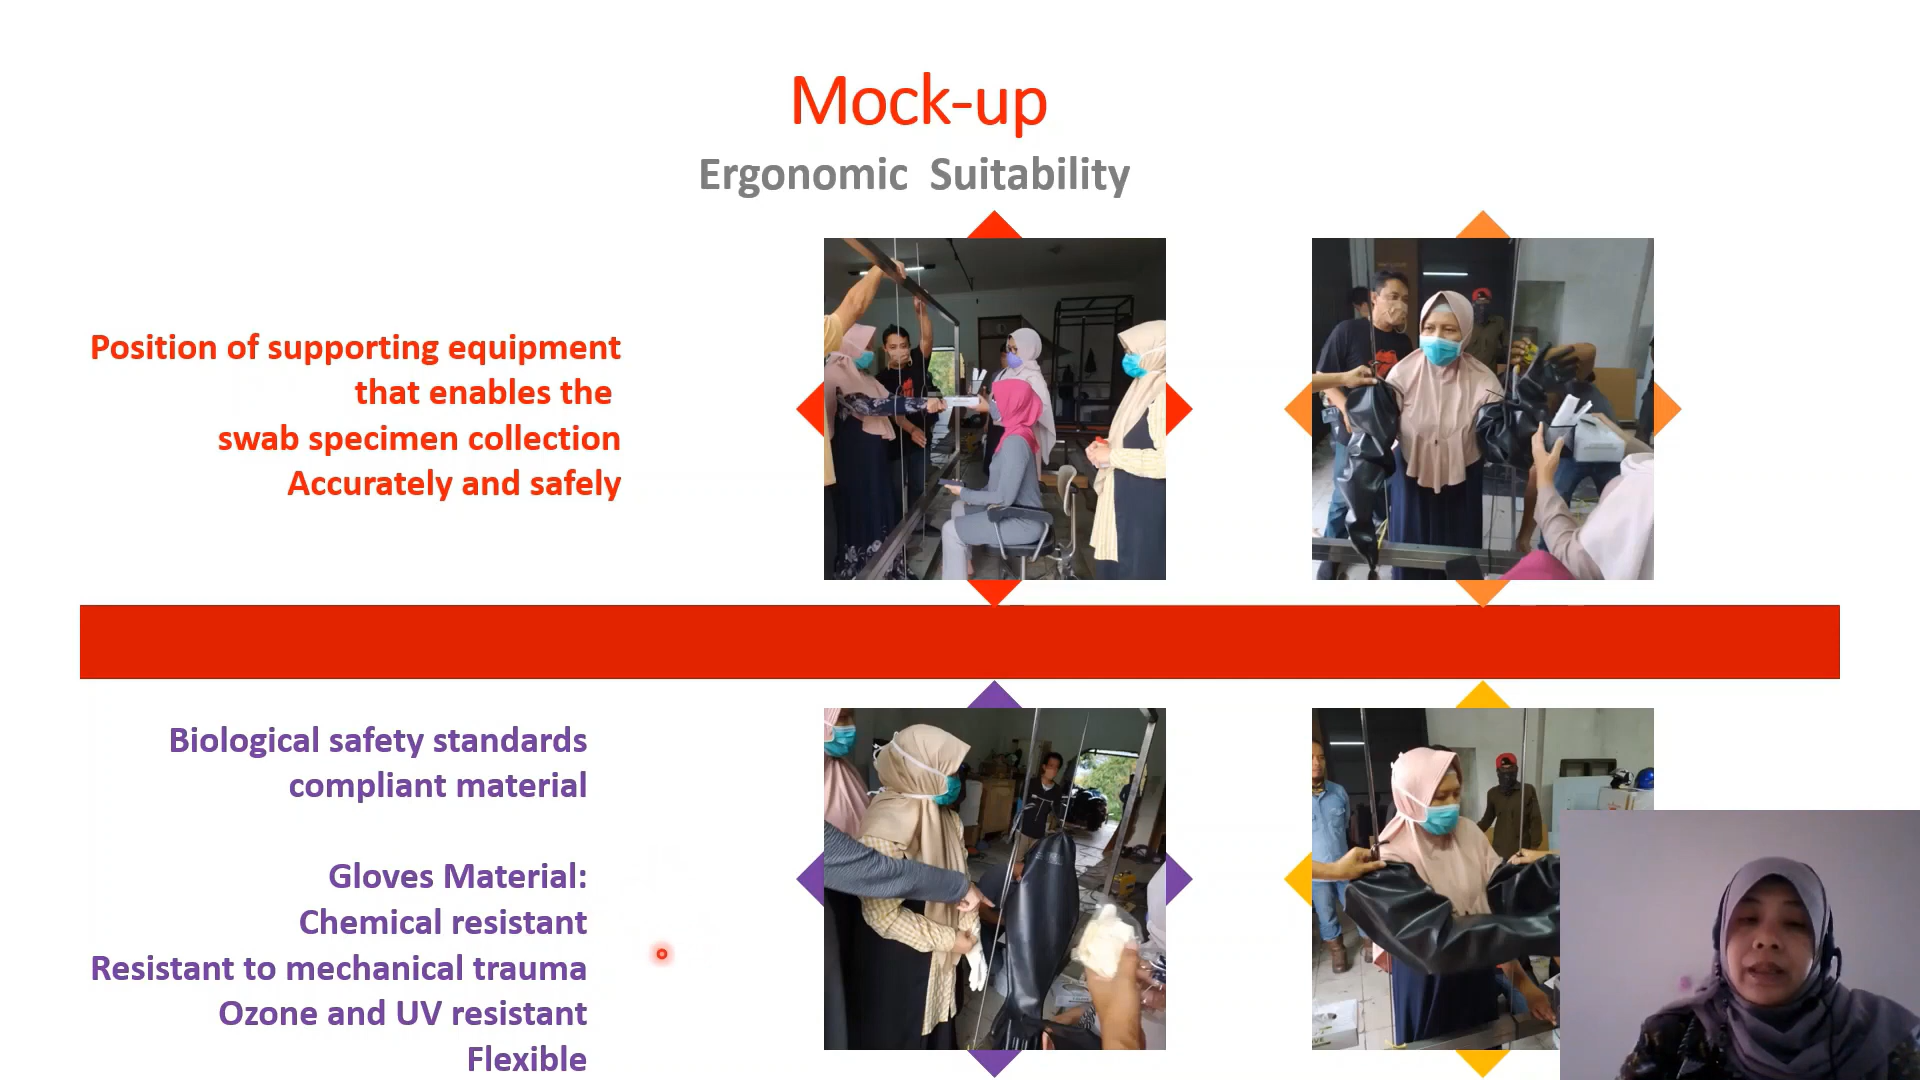 Mock-up
Ergonomic Suitability
Position of supporting equipment
that enables the
swab specimen collection
Accurately and safely
Biological safety standards
compliant material
Gloves Material:
Chemical resistant
Resistant to mechanical trauma
Ozone and UV resistant
Flexible